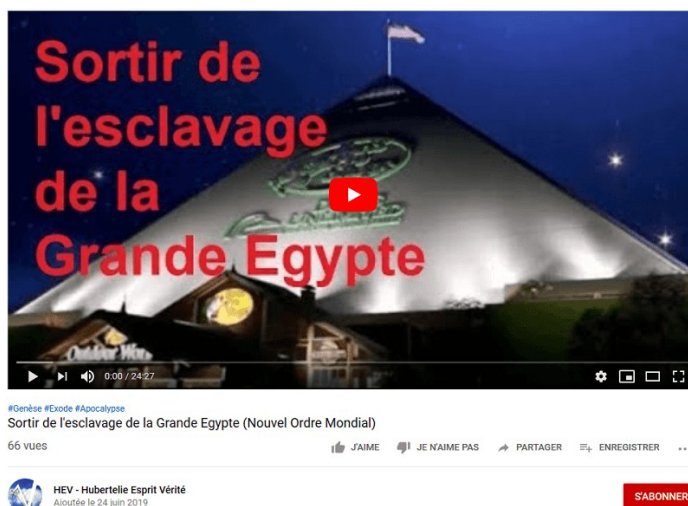 Sortir de
l'esclavage
de la
Grande Egypte
Outdoor Wor
0:00 / 24:27
#Genèse #Exode #Apocalypse
Sortir de l'esclavage de la Grande Egypte (Nouvel Ordre Mondial)
66 vues
J'AIME JE N'AIME PAS PARTAGER ENREGISTRER
HEV - Hubertelie Esprit Vérité
Ajoutée le 24 juin 2019
S'ABONNER